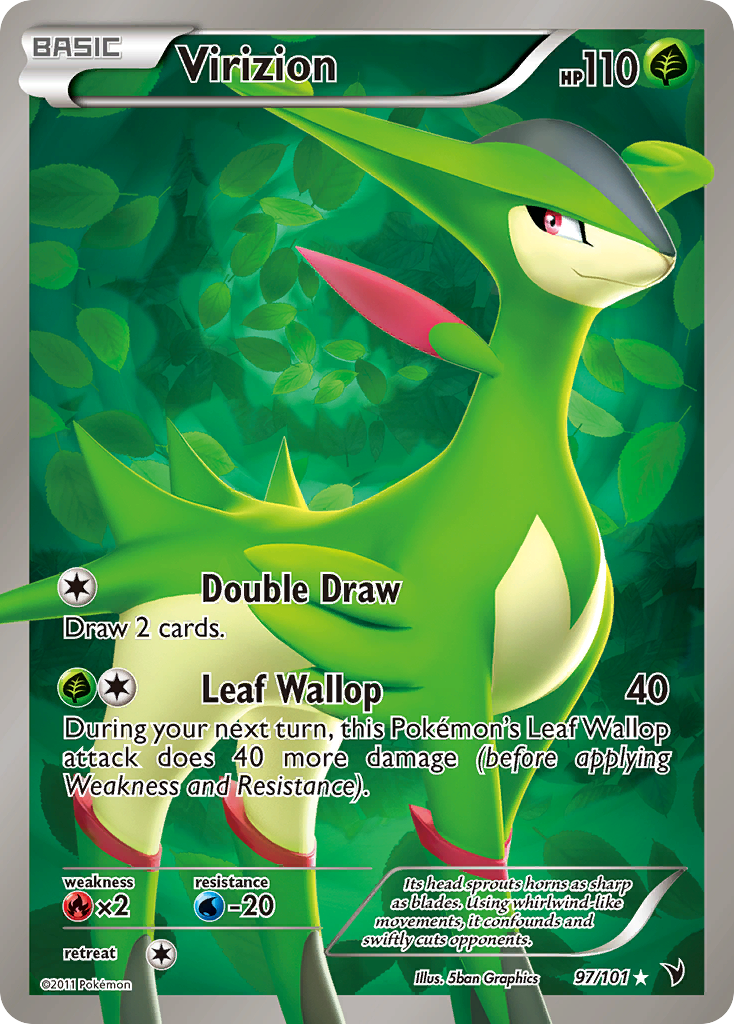 BASIC Virizion HP110
Double Draw
Draw 2 cards.
Leaf Wallop 40
During your next turn, this Pokémon's Leaf Wallop
attack does 40 more damage (before applying
Weakness and Resistance).
weakness resistance
×2 -20
Its head sprouts horns as sharp
as blades. Using whirlwind-like
movements, it confounds and
swiftly cuts opponents.
retreat
©2011 Pokémon Illus. 5ban Graphics 97/101